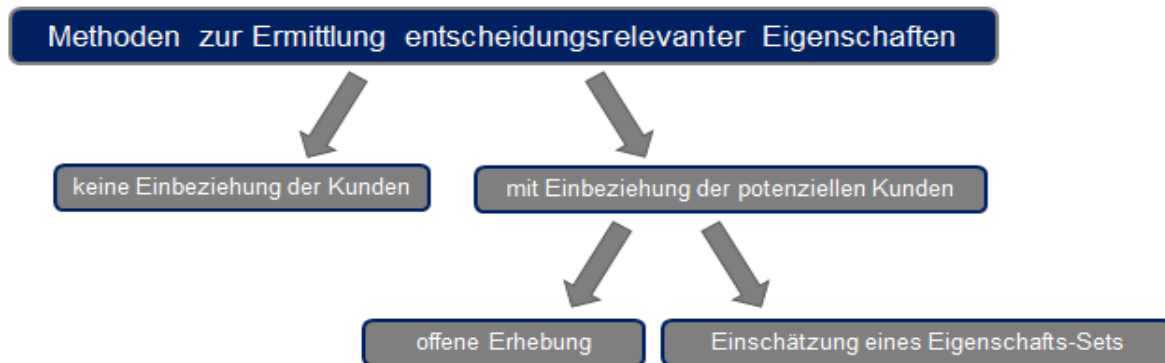 Methoden zur Ermittlung entscheidungsrelevanter Eigenschaften
keine Einbeziehung der Kunden
mit Einbeziehung der potenziellen Kunden
offene Erhebung
Einschätzung eines Eigenschafts-Sets